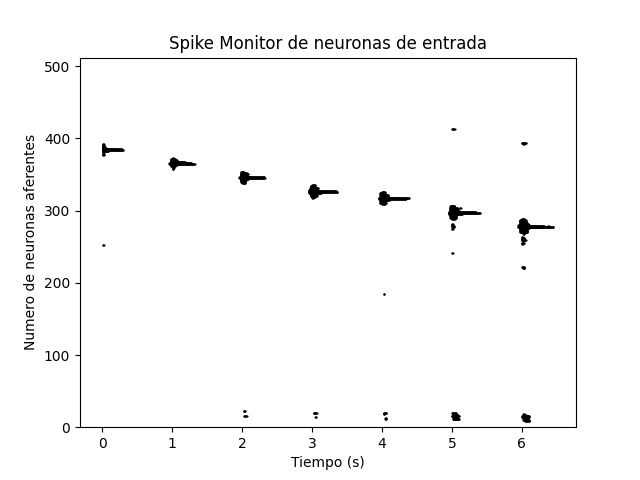 Spike Monitor de neuronas de entrada
500
400
300
200
100
0
Numero de neuronas aferentes
0 1 2 3 4 5 6
Tiempo (s)